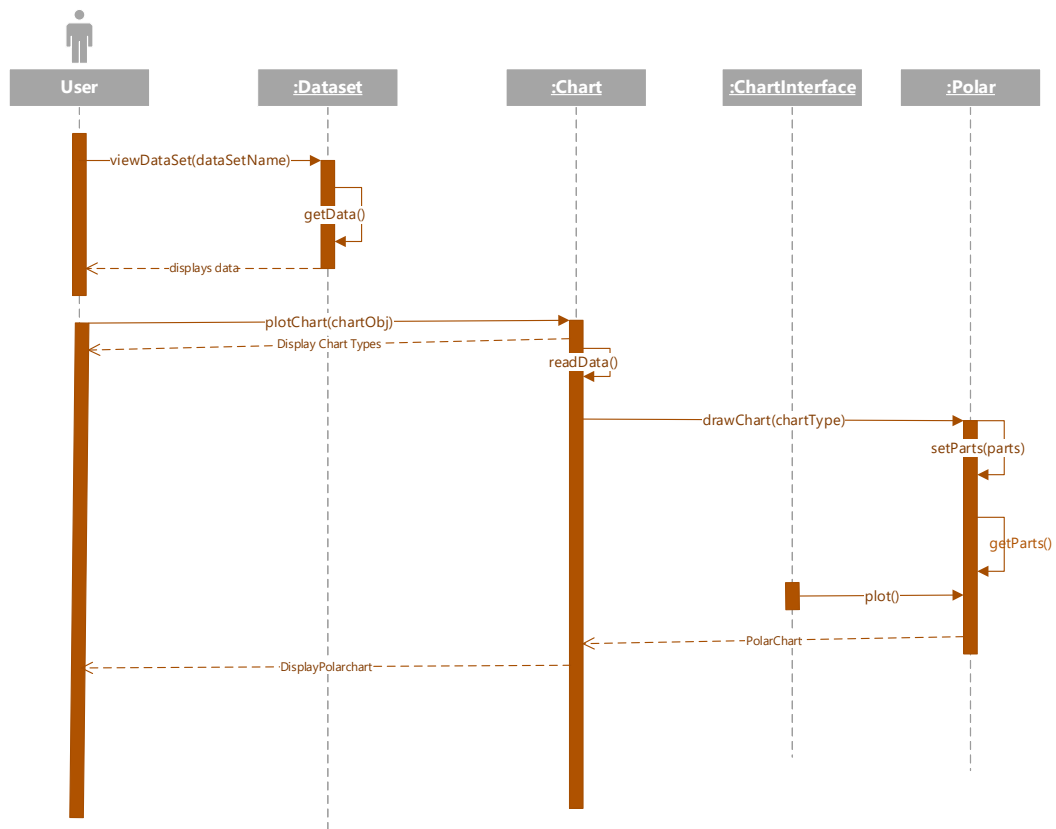 User
:Dataset
:Chart
:ChartInterface
:Polar
viewDataSet(dataSetName)
getData()
displays data
plotChart(chartObj)
Display Chart Types
readData()
drawChart(chartType)
setParts(parts)
getParts()
plot()
PolarChart
DisplayPolarchart